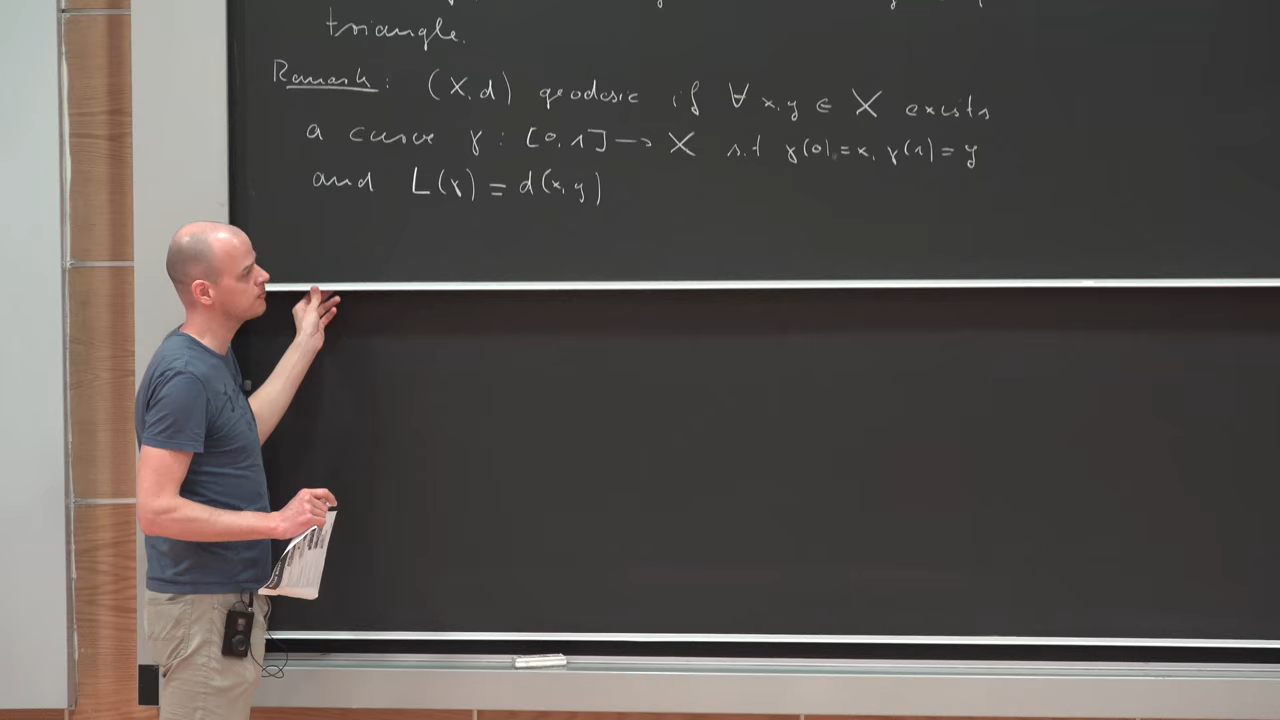 triangle.
Remark: (X,d) geodesic if ∀ x,y ∈ X exists
a curve γ : [0,1] → X s.t γ(0)=x, γ(1)=y
and L(γ) = d(x,y)